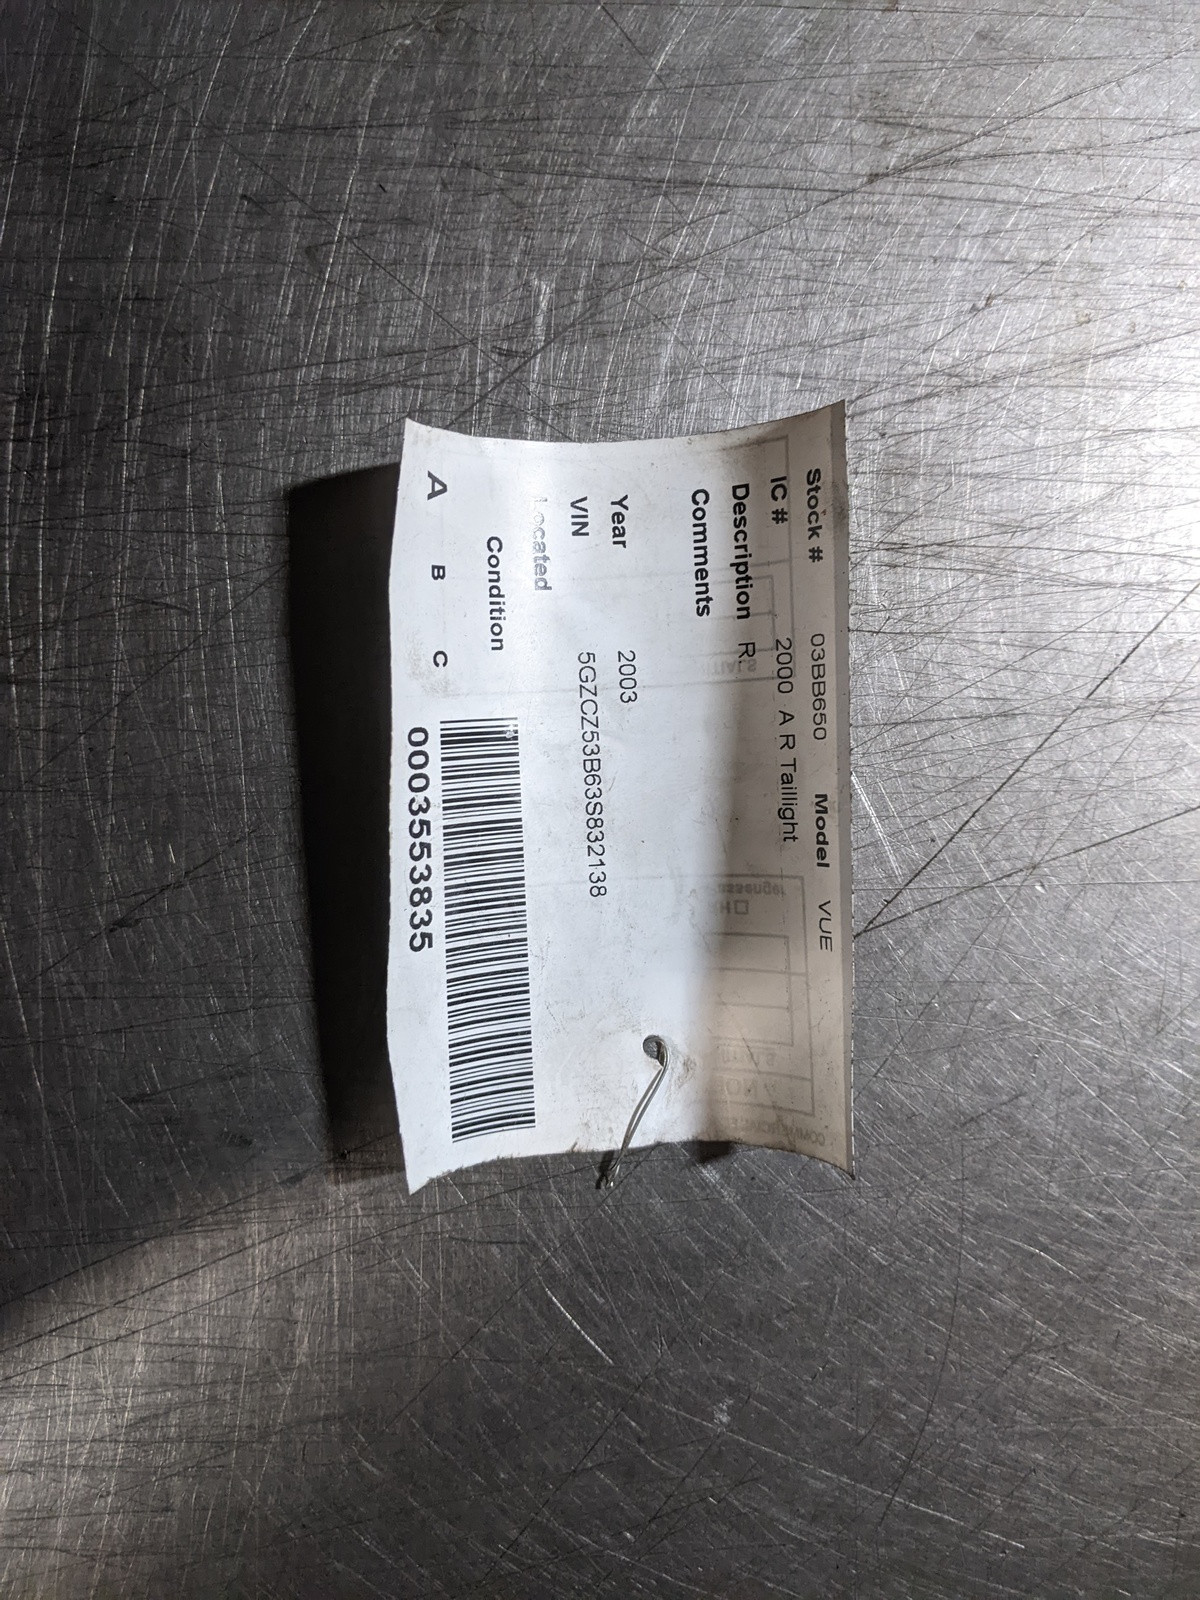 Stock # 03BB650 Model VUE
IC # 2000 A R Taillight
Description R.
Comments
Year 2003
VIN 5GZCZ53B63S832138
Located
Condition
A B C
0003553835